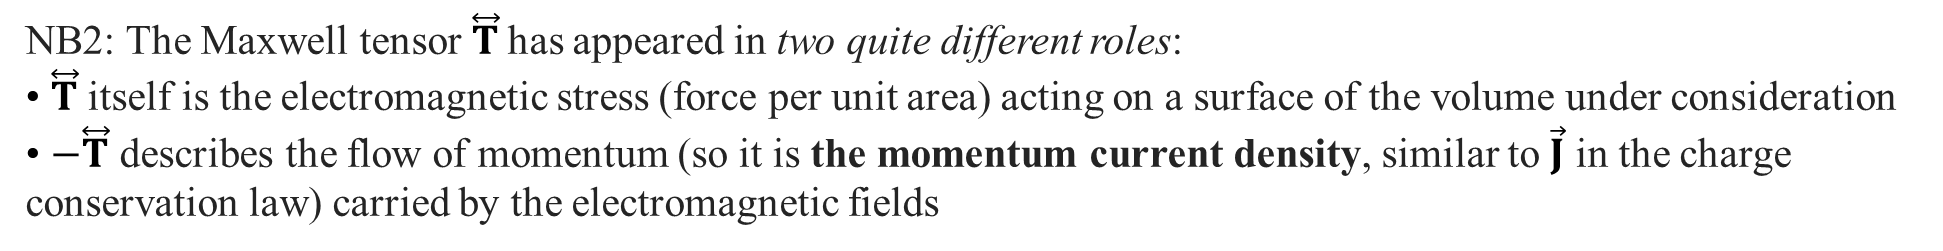 NB2: The Maxwell tensor T⃡ has appeared in two quite different roles:
• T⃡ itself is the electromagnetic stress (force per unit area) acting on a surface of the volume under consideration
• −T⃡ describes the flow of momentum (so it is the momentum current density, similar to J⃗ in the charge
conservation law) carried by the electromagnetic fields